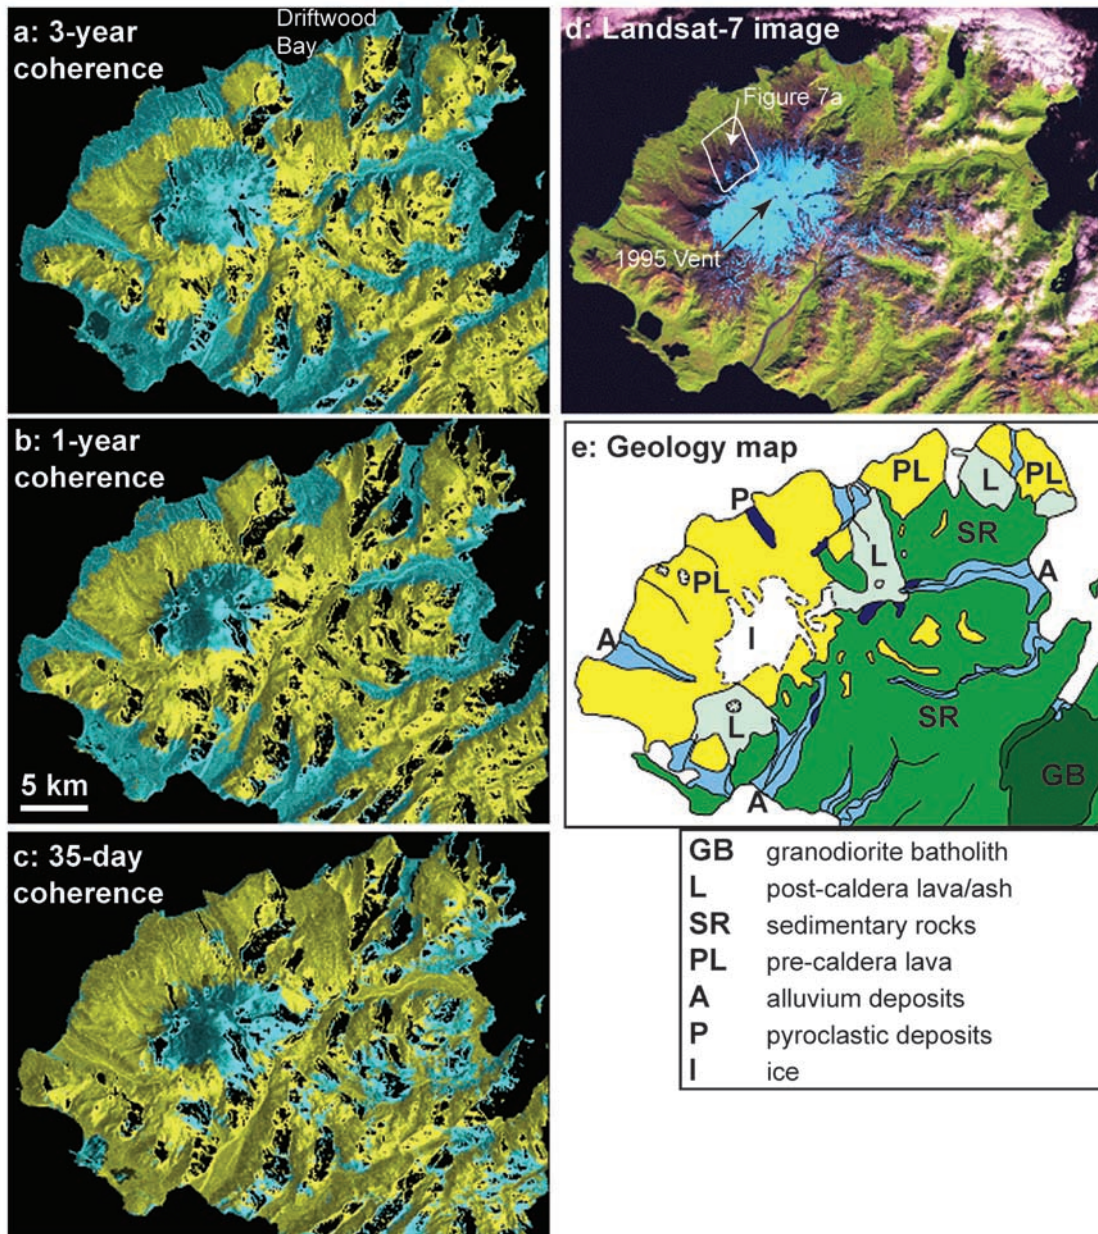 a: 3-year
coherence
Driftwood
Bay
d: Landsat-7 image
Figure 7a
1995 Vent
b: 1-year
coherence
5 km
e: Geology map
PL
L
PL
P
SR
L
A
PL
A
I
L
SR
GB
A
c: 35-day
coherence
GB granodiorite batholith
L post-caldera lava/ash
SR sedimentary rocks
PL pre-caldera lava
A alluvium deposits
P pyroclastic deposits
I ice